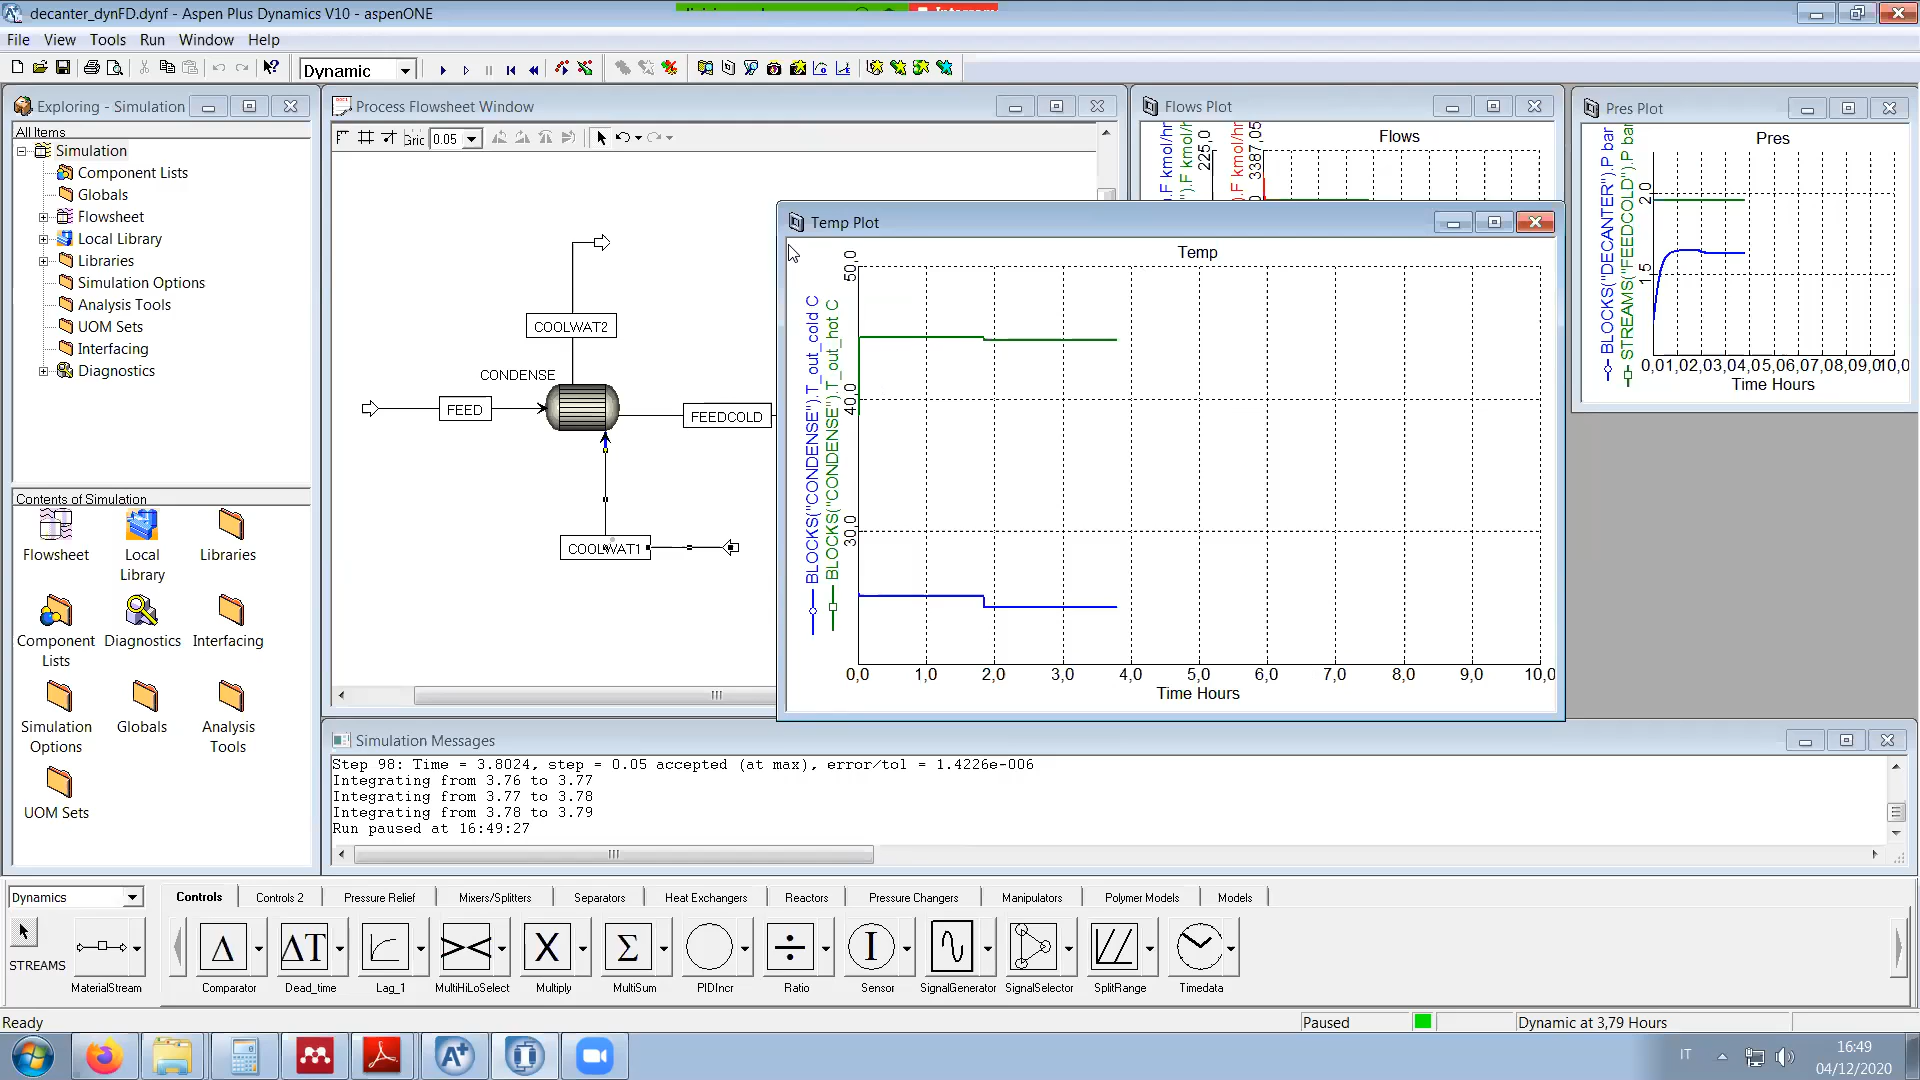 decanter_dynFD.dynf - Aspen Plus Dynamics V10 - aspenONE
File View Tools Run Window Help
Dynamic
Exploring - Simulation
All Items
Simulation
Component Lists
Globals
Flowsheet
Local Library
Libraries
Simulation Options
Analysis Tools
UOM Sets
Interfacing
Diagnostics
Contents of Simulation
Flowsheet
Local Library
Libraries
Component Lists
Diagnostics
Interfacing
Simulation Options
Globals
Analysis Tools
UOM Sets
Process Flowsheet Window
0.05
COOLWAT2
CONDENSE
FEED
FEEDCOLD
COOLWAT1
Flows Plot
Flows
.F kmol/hr
").F kmol/h
225,0
.F kmol/hr
3387,05
Pres Plot
Pres
BLOCKS("DECANTER").P bar
STREAMS("FEEDCOLD").P bar
2,0
1,5
0,01,02,03,04,05,06,07,08,09,010,0
Time Hours
Temp Plot
Temp
BLOCKS("CONDENSE").T_out_cold C
BLOCKS("CONDENSE").T_out_hot C
50,0
40,0
30,0
0,0 1,0 2,0 3,0 4,0 5,0 6,0 7,0 8,0 9,0 10,0
Time Hours
Simulation Messages
Step 98: Time = 3.8024, step = 0.05 accepted (at max), error/tol = 1.4226e-006
Integrating from 3.76 to 3.77
Integrating from 3.77 to 3.78
Integrating from 3.78 to 3.79
Run paused at 16:49:27
Dynamics
Controls Controls 2 Pressure Relief Mixers/Splitters Separators Heat Exchangers Reactors Pressure Changers Manipulators Polymer Models Models
STREAMS
MaterialStream
Δ ΔT X Σ ÷ I
Comparator Dead_time Lag_1 MultiHiLoSelect Multiply MultiSum PIDIncr Ratio Sensor SignalGenerator SignalSelector SplitRange Timedata
Ready
Paused
Dynamic at 3,79 Hours
IT
16:49
04/12/2020